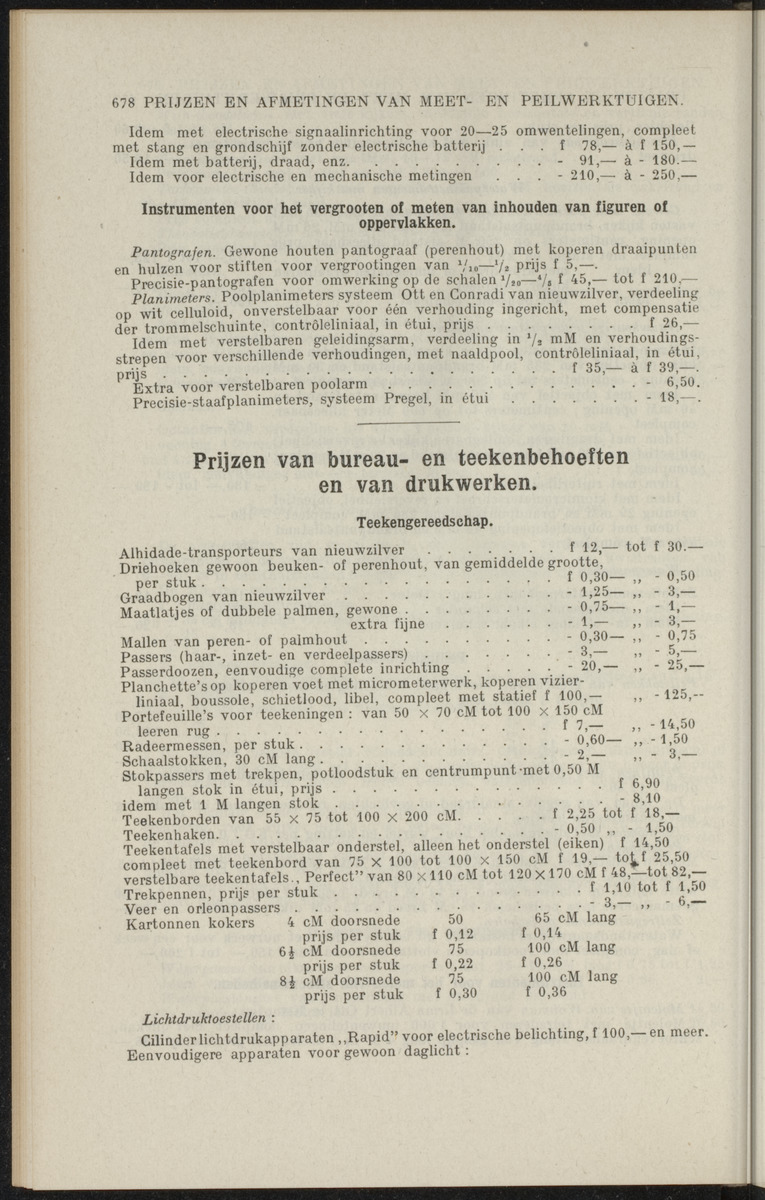 678 PRIJZEN EN AFMETINGEN VAN MEET- EN PEILWERKTUIGEN.
Idem met electrische signaalinrichting voor 20—25 omwentelingen, compleet
met stang en grondschijf zonder electrische batterij . . . f 78,— à f 150,—
Idem met batterij, draad, enz. . . . . . . . . . . - 91,— à - 180.—
Idem voor electrische en mechanische metingen . . . - 210,— à - 250,—
Instrumenten voor het vergrooten of meten van inhouden van figuren of
oppervlakken.
Pantografen. Gewone houten pantograaf (perenhout) met koperen draaipunten
en hulzen voor stiften voor vergrootingen van 1/10—1/2 prijs f 5,—.
Precisie-pantografen voor omwerking op de schalen 1/20—4/5 f 45,— tot f 210,—
Planimeters. Poolplanimeters systeem Ott en Conradi van nieuwzilver, verdeeling
op wit celluloid, onverstelbaar voor één verhouding ingericht, met compensatie
der trommelschuinte, contrôleliniaal, in étui, prijs . . . . . . . . f 26,—
Idem met verstelbaren geleidingsarm, verdeeling in 1/2 mM en verhoudings-
strepen voor verschillende verhoudingen, met naaldpool, contrôleliniaal, in étui,
prijs . . . . . . . . . . . . . . . . . . . f 35,— à f 39,—.
Extra voor verstelbaren poolarm . . . . . . . . . . . . . - 6,50.
Precisie-staafplanimeters, systeem Pregel, in étui . . . . . . . - 18,—.
Prijzen van bureau- en teekenbehoeften
en van drukwerken.
Teekengereedschap.
Alhidade-transporteurs van nieuwzilver . . . . . . . f 12,— tot f 30.—
Driehoeken gewoon beuken- of perenhout, van gemiddelde grootte,
per stuk . . . . . . . . . . . . . . . . . . f 0,30— ,, - 0,50
Graadbogen van nieuwzilver . . . . . . . . . . . - 1,25— ,, - 3,—
Maatlatjes of dubbele palmen, gewone . . . . . . . . - 0,75— ,, - 1,—
extra fijne . . . . . . - 1,— ,, - 3,—
Mallen van peren- of palmhout . . . . . . . . . . - 0,30— ,, - 0,75
Passers (haar-, inzet- en verdeelpassers) . . . . . . . - 3,— ,, - 5,—
Passerdoozen, eenvoudige complete inrichting . . . . . - 20,— ,, - 25,—
Planchette's op koperen voet met micrometerwerk, koperen vizier-
liniaal, boussole, schietlood, libel, compleet met statief f 100,— ,, - 125,--
Portefeuille's voor teekeningen : van 50 × 70 cM tot 100 × 150 cM
leeren rug . . . . . . . . . . . . . . . . . f 7,— ,, - 14,50
Radeermessen, per stuk . . . . . . . . . . . . . - 0,60— ,, - 1,50
Schaalstokken, 30 cM lang . . . . . . . . . . . . - 2,— ,, - 3,—
Stokpassers met trekpen, potloodstuk en centrumpunt met 0,50 M
langen stok in étui, prijs . . . . . . . . . . . . . . f 6,90
idem met 1 M langen stok . . . . . . . . . . . . . . - 8,10
Teekenborden van 55 × 75 tot 100 × 200 cM. . . . . f 2,25 tot f 18,—
Teekenhaken. . . . . . . . . . . . . . . . . - 0,50 ,, - 1,50
Teekentafels met verstelbaar onderstel, alleen het onderstel (eiken) f 14,50
compleet met teekenbord van 75 × 100 tot 100 × 150 cM f 19,— tot f 25,50
verstelbare teekentafels ,, Perfect" van 80 × 110 cM tot 120 × 170 cM f 48,—tot 82,—
Trekpennen, prijs per stuk . . . . . . . . . . . . f 1,10 tot f 1,50
Veer en orleonpassers . . . . . . . . . . . . . . - 3,— ,, - 6,—
Kartonnen kokers 4 cM doorsnede 50 65 cM lang
prijs per stuk f 0,12 f 0,14
6½ cM doorsnede 75 100 cM lang
prijs per stuk f 0,22 f 0,26
8½ cM doorsnede 75 100 cM lang
prijs per stuk f 0,30 f 0,36
Lichtdruktoestellen :
Cilinderlichtdrukapparaten ,,Rapid" voor electrische belichting, f 100,— en meer.
Eenvoudigere apparaten voor gewoon daglicht :